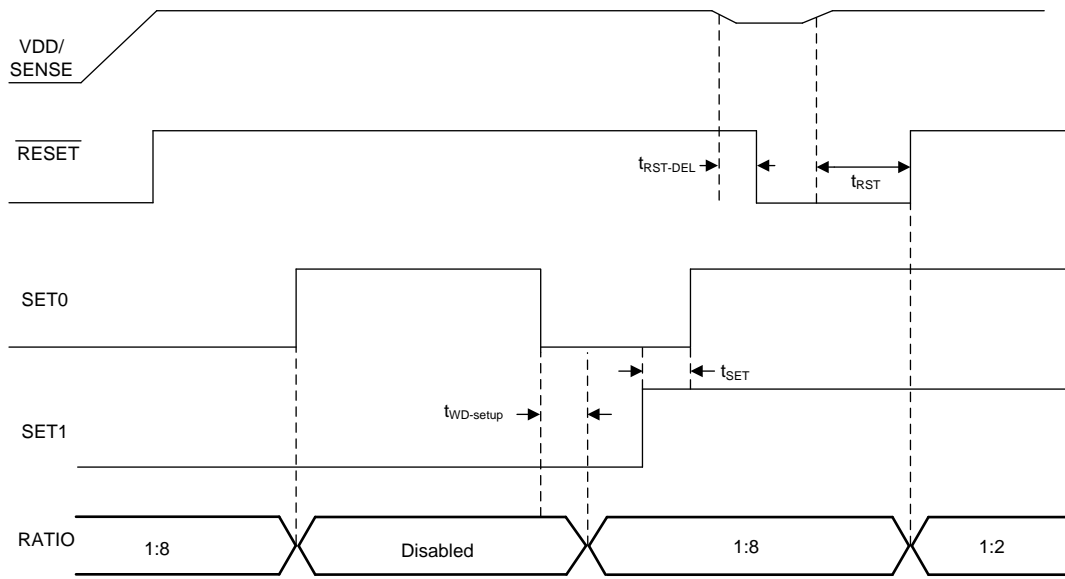 VDD/
SENSE
RESET
tRST-DEL
tRST
SET0
tSET
tWD-setup
SET1
RATIO
1:8
Disabled
1:8
1:2